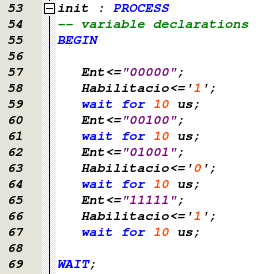 53 init : PROCESS
54 -- variable declarations
55 BEGIN
56
57 Ent<="00000";
58 Habilitacio<='1';
59 wait for 10 us;
60 Ent<="00100";
61 wait for 10 us;
62 Ent<="01001";
63 Habilitacio<='0';
64 wait for 10 us;
65 Ent<="11111";
66 Habilitacio<='1';
67 wait for 10 us;
68
69 WAIT;